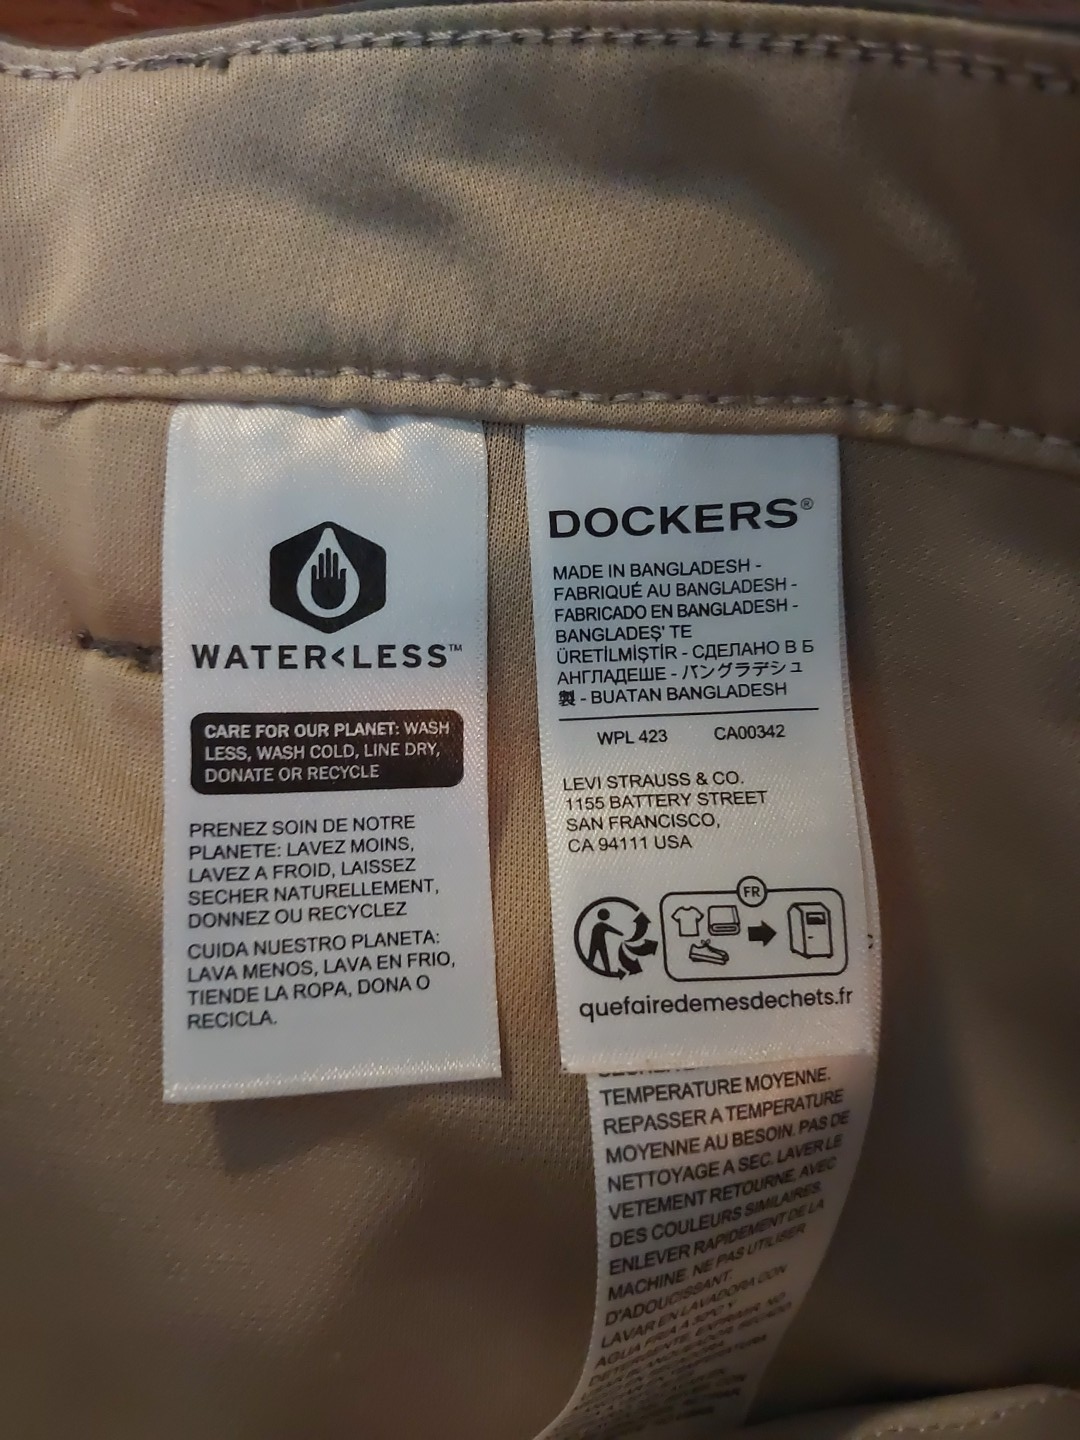 WATER<LESS™
CARE FOR OUR PLANET: WASH
LESS, WASH COLD, LINE DRY,
DONATE OR RECYCLE
PRENEZ SOIN DE NOTRE
PLANETE: LAVEZ MOINS,
LAVEZ A FROID, LAISSEZ
SECHER NATURELLEMENT,
DONNEZ OU RECYCLEZ
CUIDA NUESTRO PLANETA:
LAVA MENOS, LAVA EN FRIO,
TIENDE LA ROPA, DONA O
RECICLA.
DOCKERS®
MADE IN BANGLADESH -
FABRIQUÉ AU BANGLADESH -
FABRICADO EN BANGLADESH -
BANGLADEŞ' TE
ÜRETİLMİŞTİR - СДЕЛАНО В Б
АНГЛАДЕШЕ - バングラデシュ
製 - BUATAN BANGLADESH
WPL 423 CA00342
LEVI STRAUSS & CO.
1155 BATTERY STREET
SAN FRANCISCO,
CA 94111 USA
FR
quefairedemesdechets.fr
TEMPERATURE MOYENNE.
REPASSER A TEMPERATURE
MOYENNE AU BESOIN. PAS DE
NETTOYAGE A SEC. LAVER LE
VETEMENT RETOURNE, AVEC
DES COULEURS SIMILAIRES.
ENLEVER RAPIDEMENT DE LA
MACHINE. NE PAS UTILISER
D'ADOUCISSANT.
LAVAR EN LAVADORA CON
AGUA FRIA A 30ºC Y
DETERGENTE. EXPRIMIR. NO